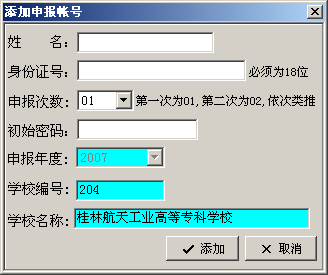 添加申报帐号
姓 名：
身份证号： 必须为18位
申报次数： 01 第一次为01，第二次为02，依次类推
初始密码：
申报年度： 2007
学校编号： 204
学校名称： 桂林航天工业高等专科学校
添加 取消